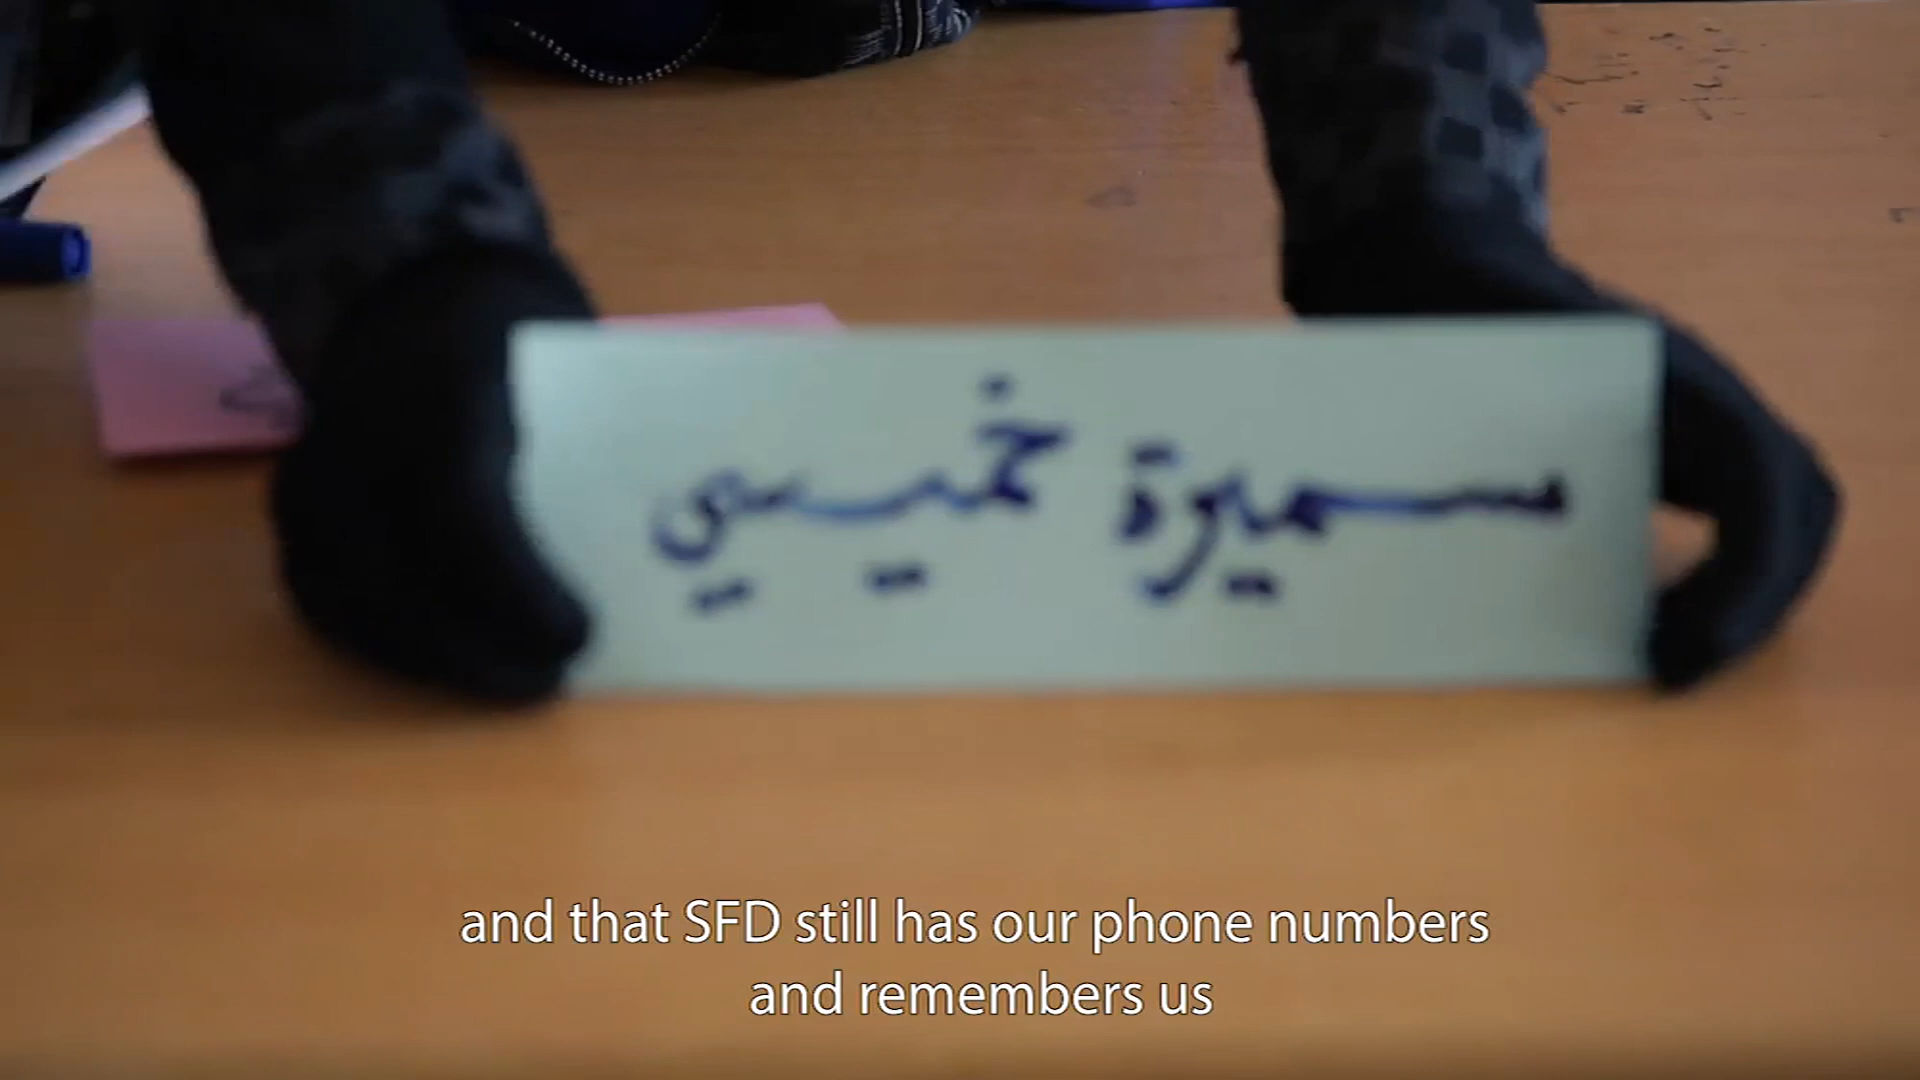 سميرة خميسي
and that SFD still has our phone numbers
and remembers us